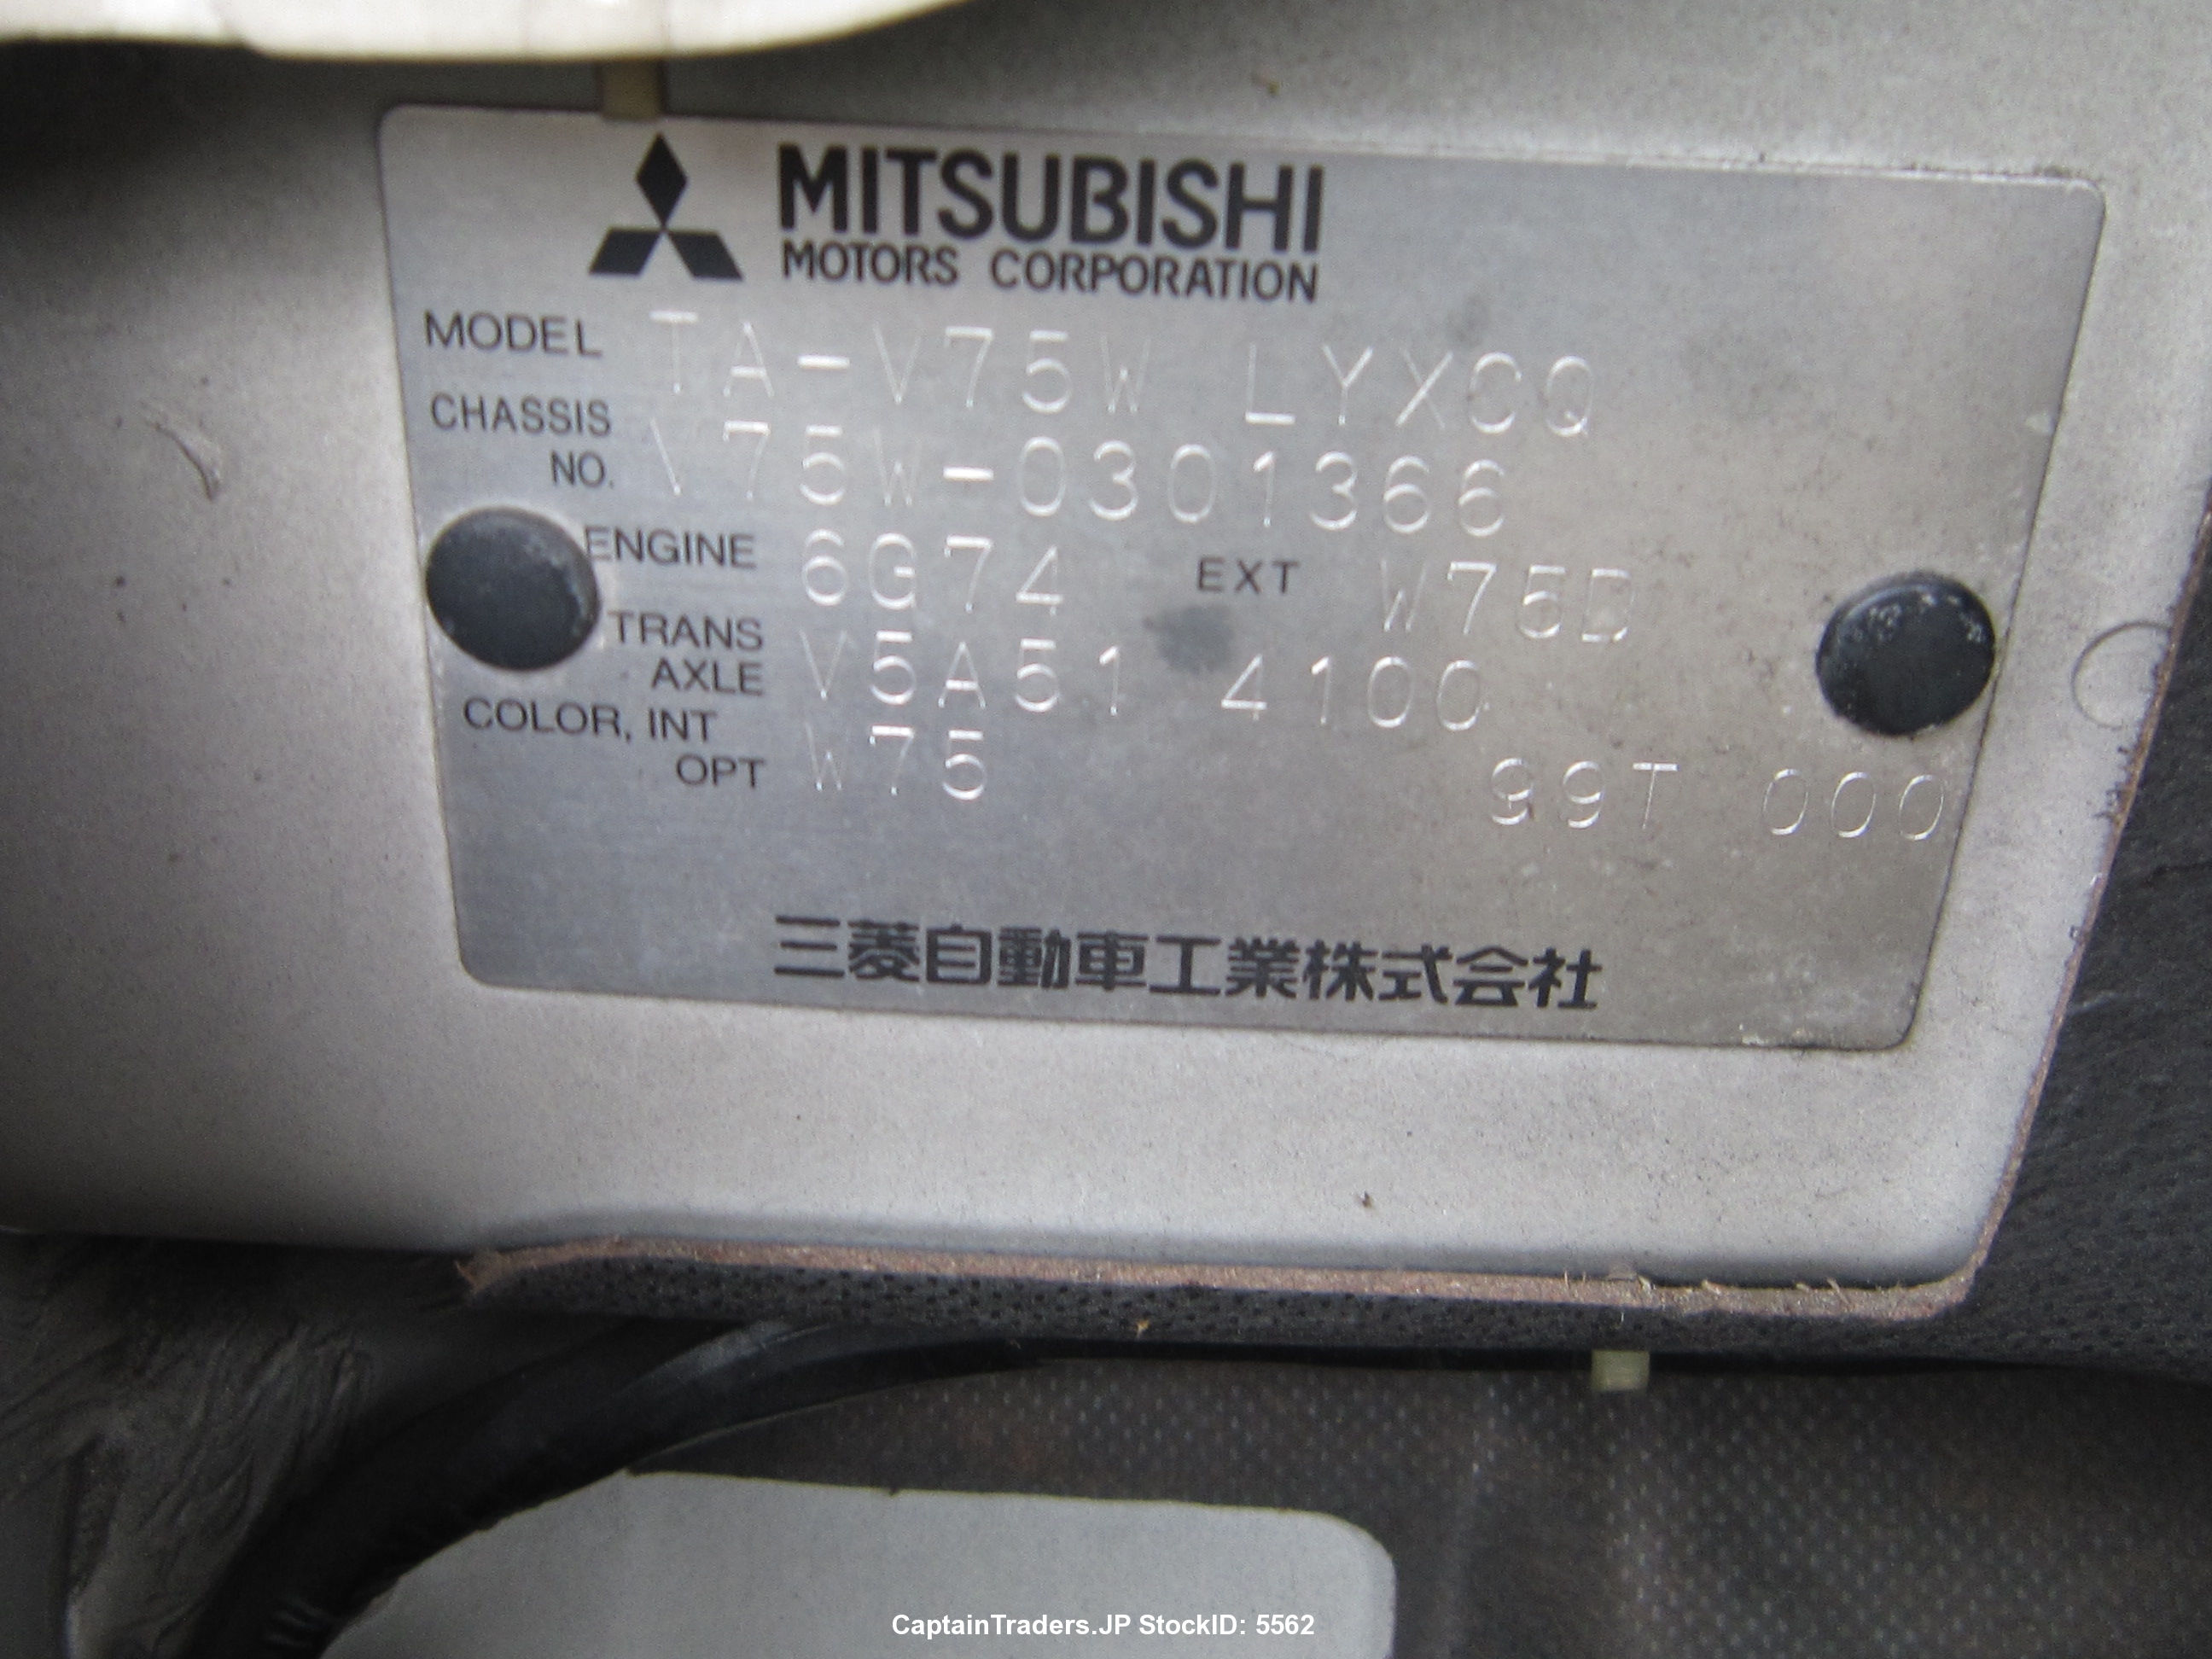 MITSUBISHI
MOTORS CORPORATION
MODEL TA-V75W LYXCQ
CHASSIS
NO. V75W-0301366
ENGINE 6G74 EXT W75D
TRANS
AXLE V5A51 4100
COLOR, INT
OPT W75 99T 000
三菱自動車工業株式会社
CaptainTraders.JP StockID: 5562